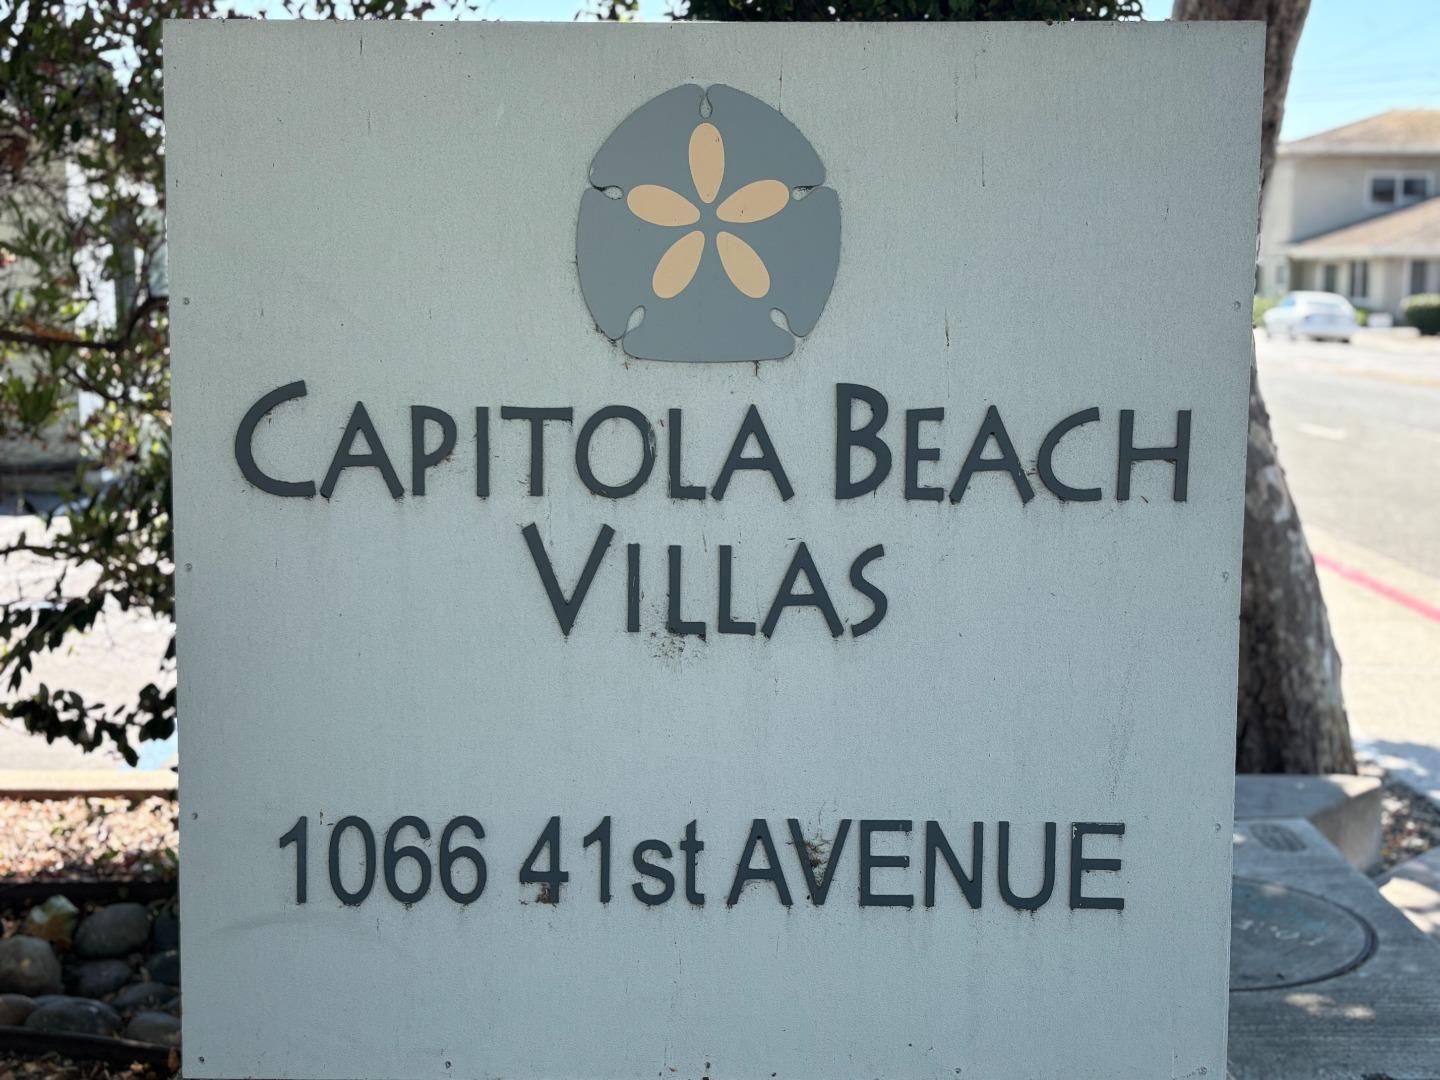 CAPITOLA BEACH
VILLAS
1066 41st AVENUE